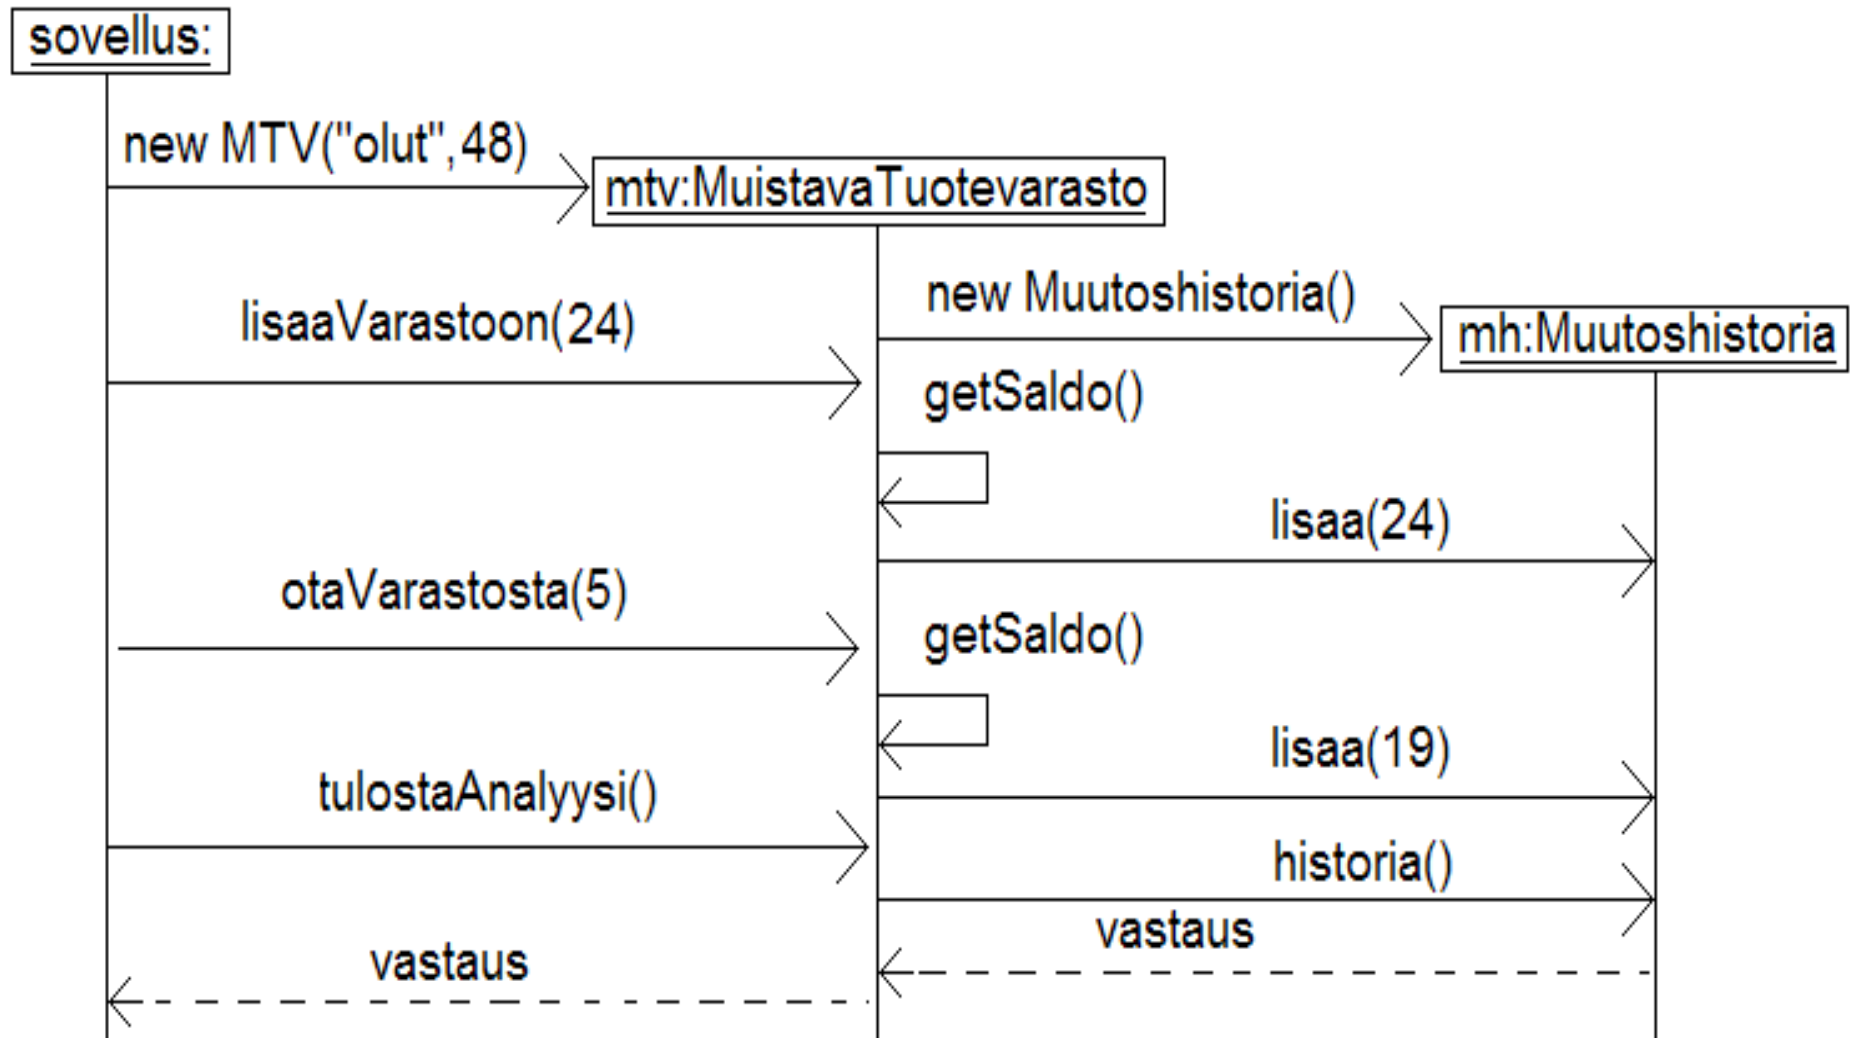 sovellus:
new MTV("olut",48)
mtv:MuistavaTuotevarasto
new Muutoshistoria()
mh:Muutoshistoria
lisaaVarastoon(24)
getSaldo()
lisaa(24)
otaVarastosta(5)
getSaldo()
lisaa(19)
tulostaAnalyysi()
historia()
vastaus
vastaus